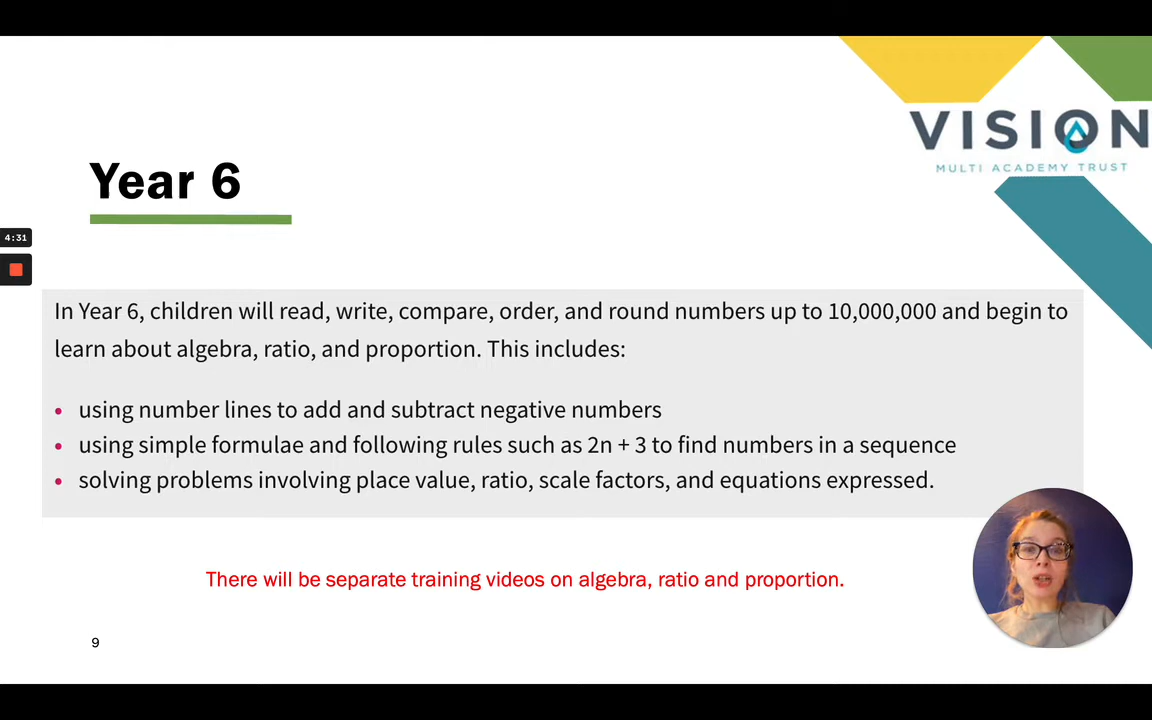 VISION
MULTI ACADEMY TRUST
Year 6
4:31
In Year 6, children will read, write, compare, order, and round numbers up to 10,000,000 and begin to
learn about algebra, ratio, and proportion. This includes:
• using number lines to add and subtract negative numbers
• using simple formulae and following rules such as 2n + 3 to find numbers in a sequence
• solving problems involving place value, ratio, scale factors, and equations expressed.
There will be separate training videos on algebra, ratio and proportion.
9